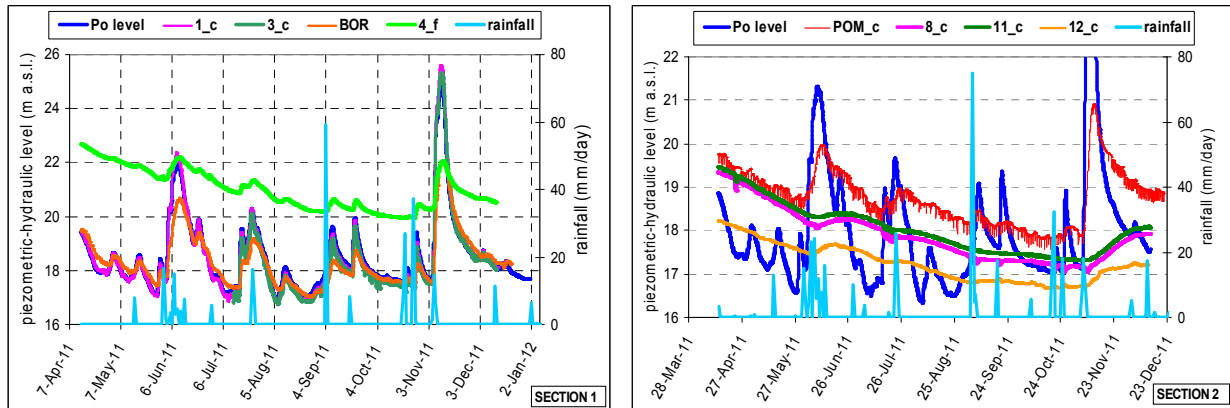 Po level 1_c 3_c BOR 4_f rainfall
piezometric-hydraulic level (m a.s.l.)
26
24
22
20
18
16
80
60
40
20
0
rainfall (mm/day)
7-Apr-11
7-May-11
6-Jun-11
6-Jul-11
5-Aug-11
4-Sep-11
4-Oct-11
3-Nov-11
3-Dec-11
2-Jan-12
SECTION 1
Po level POM_c 8_c 11_c 12_c rainfall
piezometric-hydraulic level (m a.s.l.)
22
21
20
19
18
17
16
80
60
40
20
0
rainfall (mm/day)
28-Mar-11
27-Apr-11
27-May-11
26-Jun-11
26-Jul-11
25-Aug-11
24-Sep-11
24-Oct-11
23-Nov-11
23-Dec-11
SECTION 2